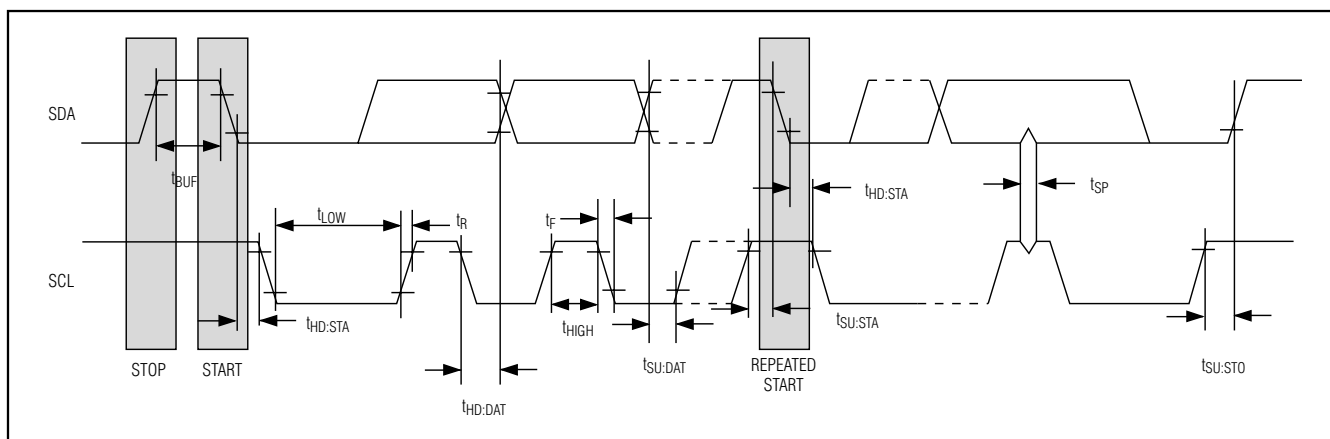 SDA
tBUF
tHD:STA
tSP
tLOW
tR
tF
SCL
tHD:STA
tHIGH
tSU:STA
tSU:DAT
tSU:STO
STOP
START
REPEATED
START
tHD:DAT